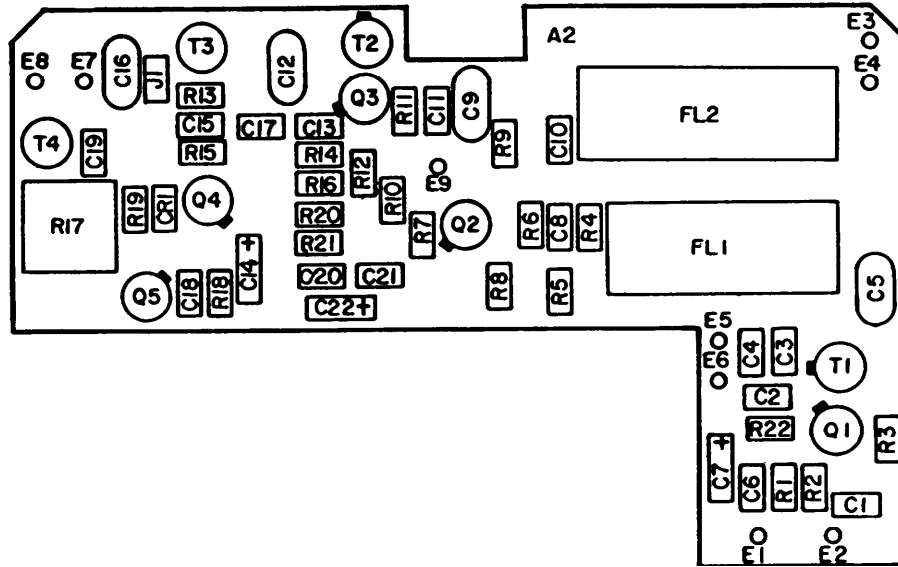 A2
E3
E8
E7
C16
J1
T3
C12
T2
E4
R13
Q3
R11
C11
C9
FL2
C15
C17
C13
R9
C10
T4
C19
R15
R14
R12
E9
R16
R10
R17
R19
CR1
Q4
R20
R7
Q2
R6
C8
R4
FL1
R21
C14+
O20
C21
R8
R5
C5
Q5
C18
R18
C22+
E5
C4
C3
E6
T1
C2
R22
Q1
R3
C7+
C6
R1
R2
C1
E1
E2